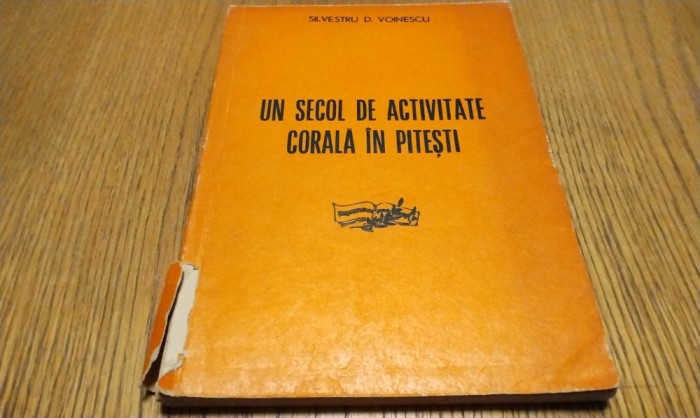 SILVESTRU D. VOINESCU
UN SECOL DE ACTIVITATE
CORALĂ ÎN PITEȘTI